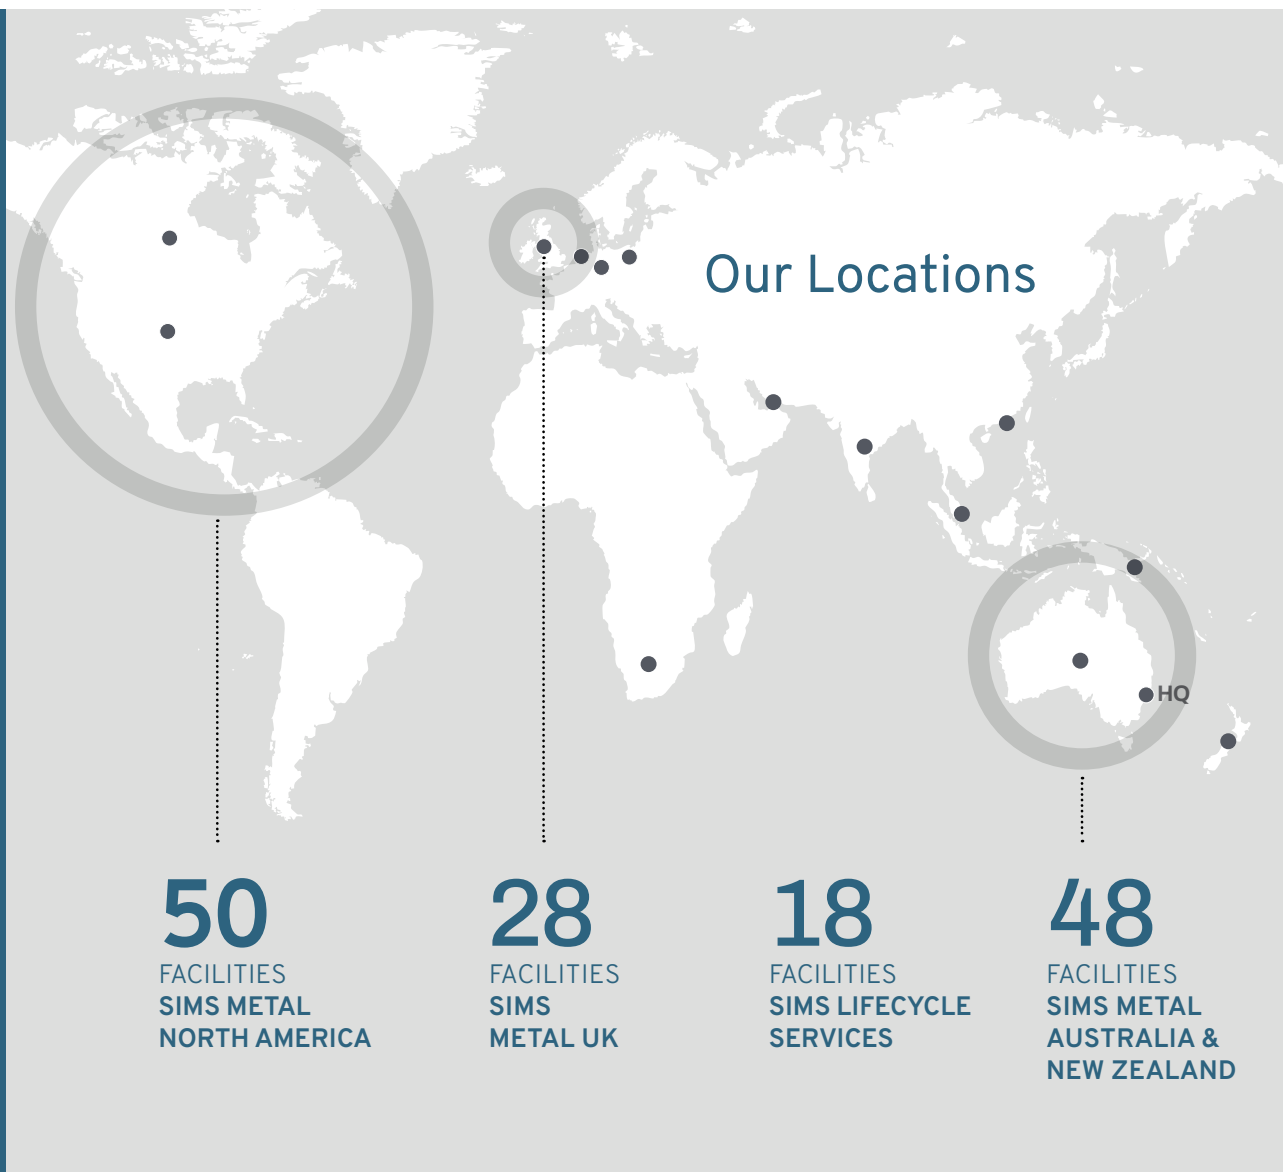 Our Locations
HQ
50
FACILITIES
SIMS METAL
NORTH AMERICA
28
FACILITIES
SIMS
METAL UK
18
FACILITIES
SIMS LIFECYCLE
SERVICES
48
FACILITIES
SIMS METAL
AUSTRALIA &
NEW ZEALAND